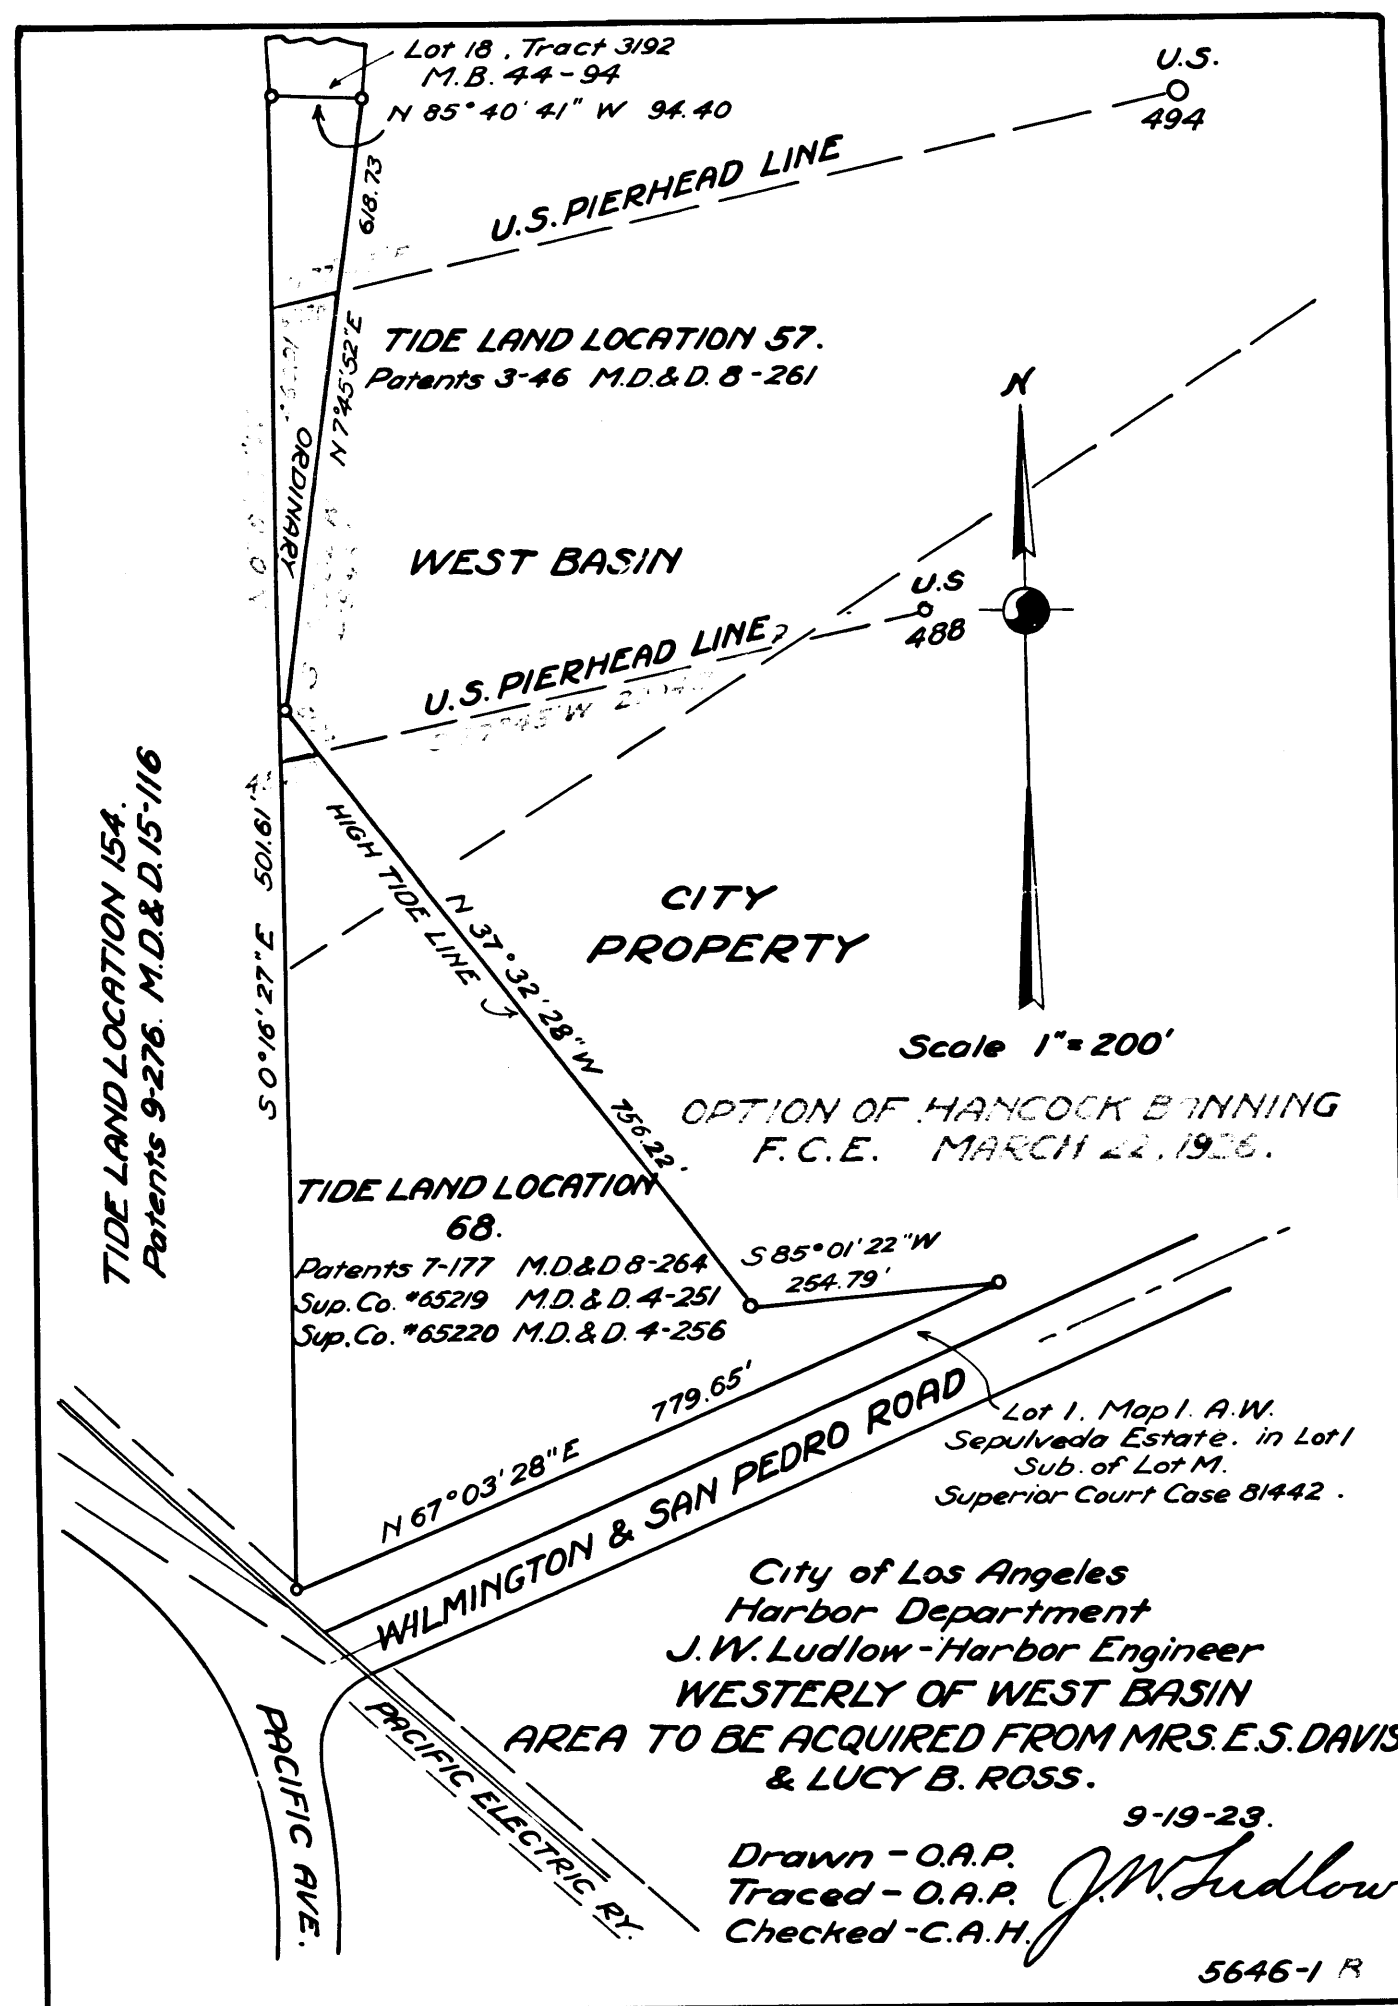 Lot 18, Tract 3192
M.B. 44-94
N 85° 40' 41" W 94.40
U.S.
494
618.73
U.S. PIERHEAD LINE
N 7°45'52"E
TIDE LAND LOCATION 57.
Patents 3-46 M.D.& D. 8-261
ORDINARY
N
WEST BASIN
U.S
488
U.S. PIERHEAD LINE
TIDE LAND LOCATION 154.
Patents 9-276. M.D.& D. 15-116
S 0°16' 27" E 501.61'
HIGH TIDE LINE
N 37° 32' 28" W
756.22.
CITY
PROPERTY
Scale 1"= 200'
OPTION OF HANCOCK BANNING
F.C.E. MARCH 22, 1926.
TIDE LAND LOCATION
68.
Patents 7-177 M.D.&D 8-264
Sup. Co. #65219 M.D. & D. 4-251
Sup. Co. #65220 M.D.& D. 4-256
S 85° 01' 22" W
254.79'
779.65'
N 67° 03' 28" E
WILMINGTON & SAN PEDRO ROAD
Lot 1. Map 1. A.W.
Sepulveda Estate. in Lot 1
Sub. of Lot M.
Superior Court Case 81442.
City of Los Angeles
Harbor Department
J.W. Ludlow - Harbor Engineer
WESTERLY OF WEST BASIN
AREA TO BE ACQUIRED FROM MRS. E.S. DAVIS
& LUCY B. ROSS.
9-19-23.
PACIFIC AVE.
PACIFIC ELECTRIC RY.
Drawn - O.A.P.
Traced - O.A.P.
Checked - C.A.H.
J.W. Ludlow
5646-1 R